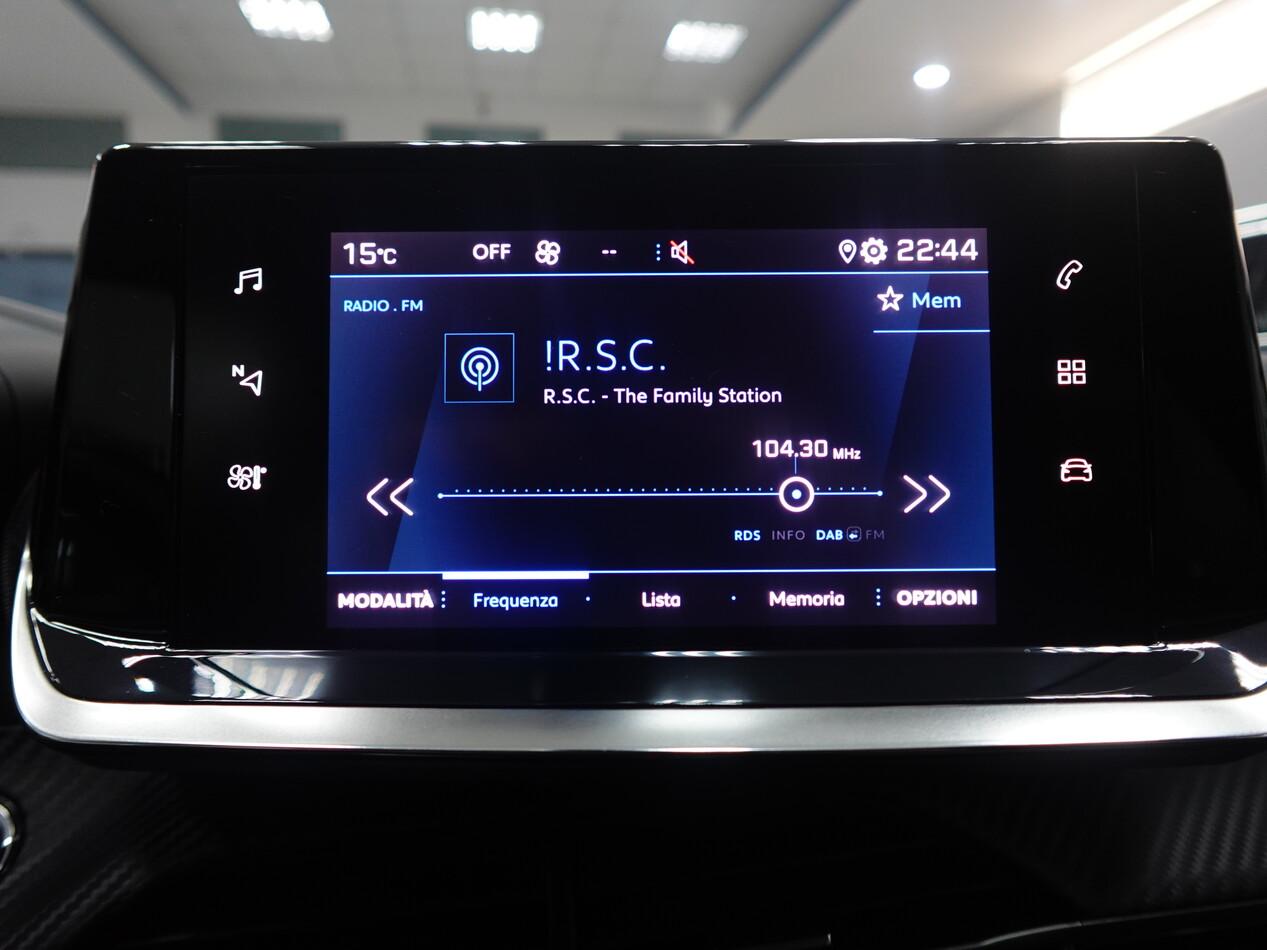 15°C OFF -- 22:44
RADIO . FM
Mem
!R.S.C.
R.S.C. - The Family Station
N
104.30 MHz
RDS INFO DAB FM
MODALITÀ Frequenza Lista Memoria OPZIONI